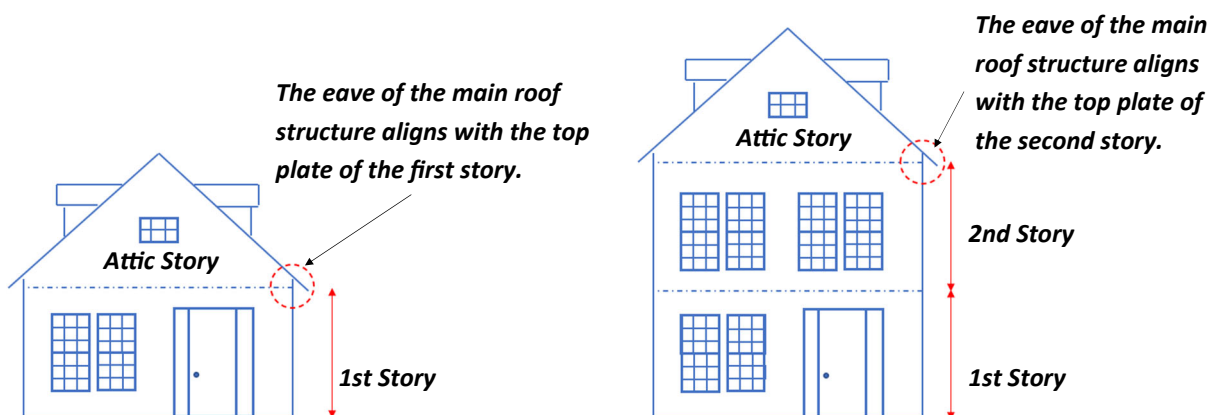 The eave of the main roof
structure aligns with the top
plate of the first story.
Attic Story
1st Story
The eave of the main
roof structure aligns
with the top plate of
the second story.
Attic Story
2nd Story
1st Story